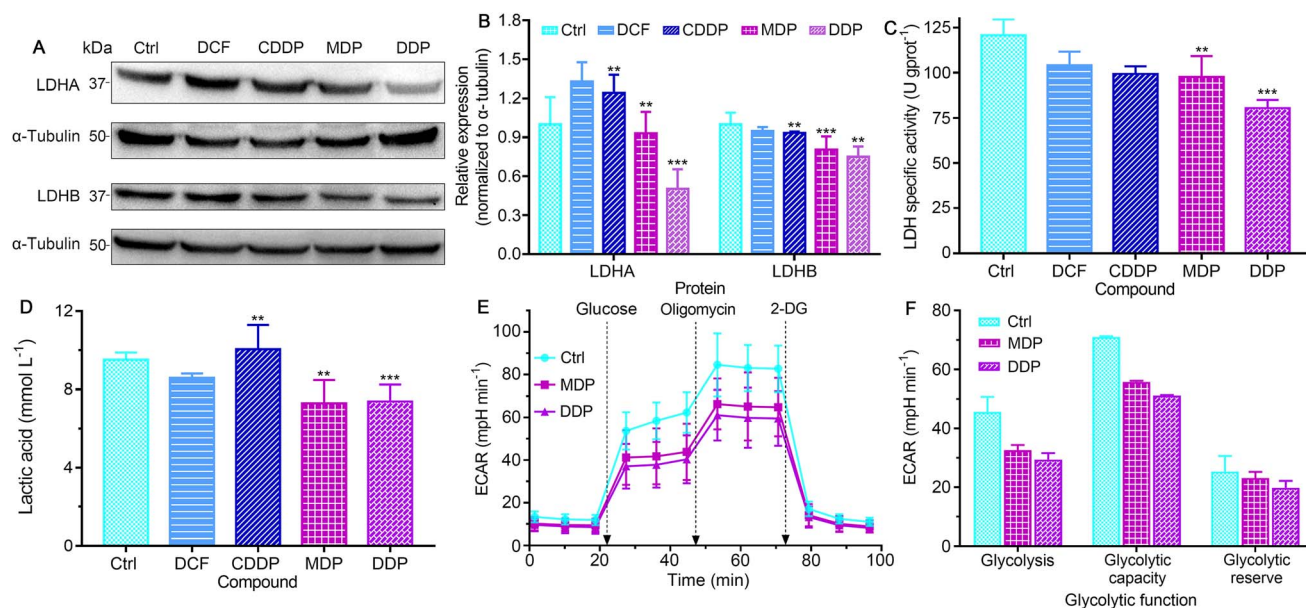 A kDa Ctrl DCF CDDP MDP DDP
LDHA 37
α-Tubulin 50
LDHB 37
α-Tubulin 50
B
Ctrl DCF CDDP MDP DDP
Relative expression
(normalized to α- tubulin)
1.8
1.5
1.2
0.9
0.6
0.3
0.0
** ** *** ** *** **
LDHA LDHB
Protein
C
LDH specific activity (U gprot-1)
125
100
75
50
25
0
** ***
Ctrl DCF CDDP MDP DDP
Compound
D
Lactic acid (mmol L-1)
12
9
6
3
0
** ** ***
Ctrl DCF CDDP MDP DDP
Compound
E
Glucose Oligomycin 2-DG
Ctrl
MDP
DDP
ECAR (mpH min-1)
100
80
60
40
20
0
0 20 40 60 80 100
Time (min)
F
Ctrl
MDP
DDP
ECAR (mpH min-1)
80
60
40
20
0
Glycolysis Glycolytic capacity Glycolytic reserve
Glycolytic function